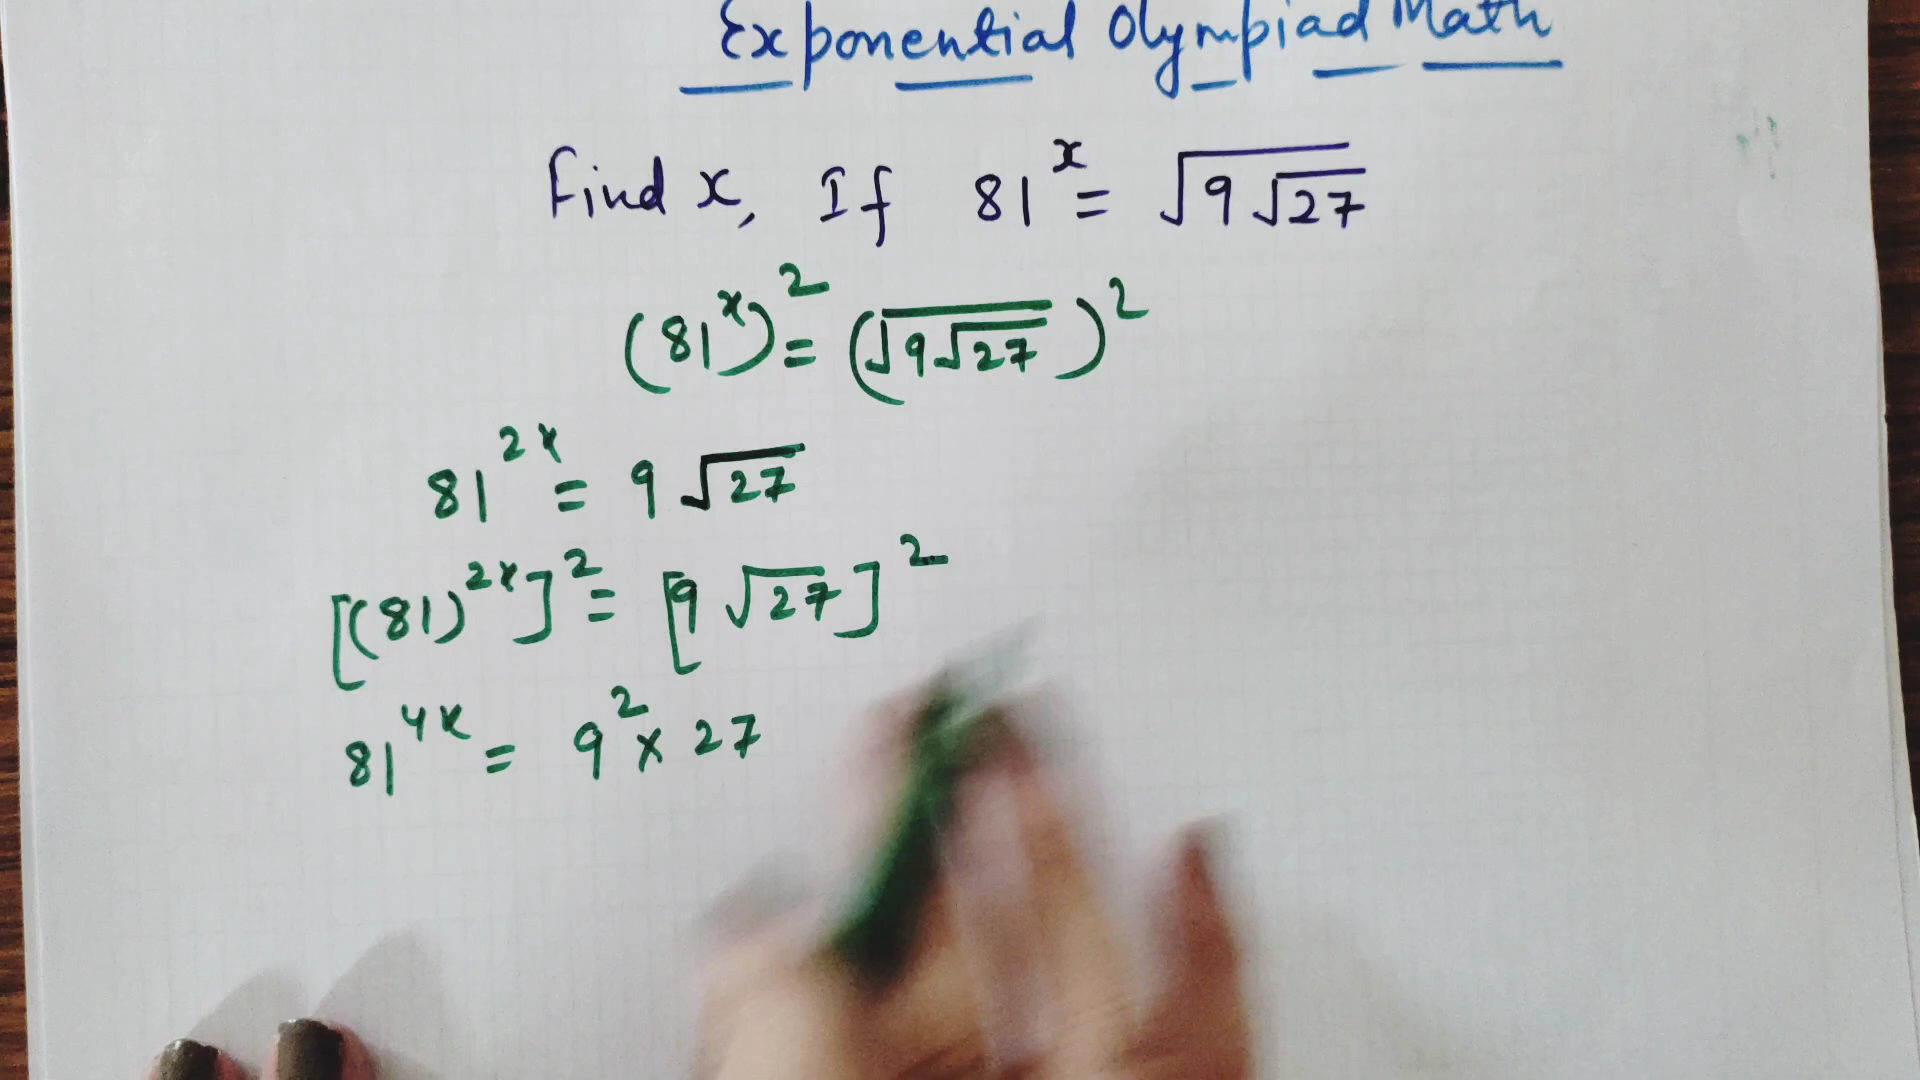 Exponential Olympiad Math
Find x, If 81^x = √(9√27)
(81^x)^2 = (√(9√27))^2
81^2x = 9√27
[(81)^2x]^2 = [9√27]^2
81^4x = 9^2 x 27